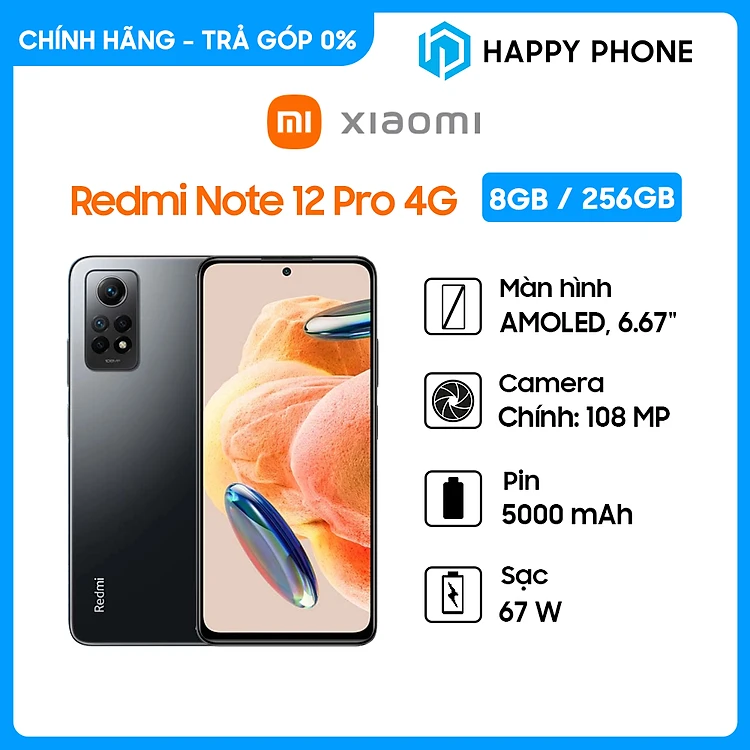 CHÍNH HÃNG - TRẢ GÓP 0%
HAPPY PHONE
mi xiaomi
Redmi Note 12 Pro 4G 8GB / 256GB
Màn hình
AMOLED, 6.67"
Camera
Chính: 108 MP
Pin
5000 mAh
Sạc
67 W
Redmi